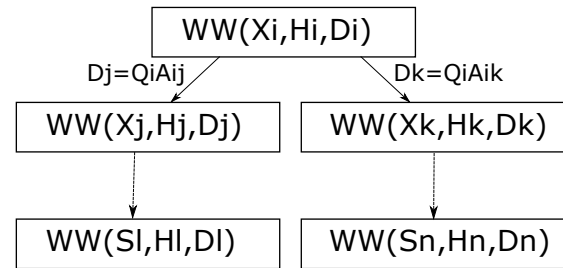 WW(Xi,Hi,Di)
Dj=QiAij
Dk=QiAik
WW(Xj,Hj,Dj)
WW(Xk,Hk,Dk)
WW(Sl,Hl,Dl)
WW(Sn,Hn,Dn)